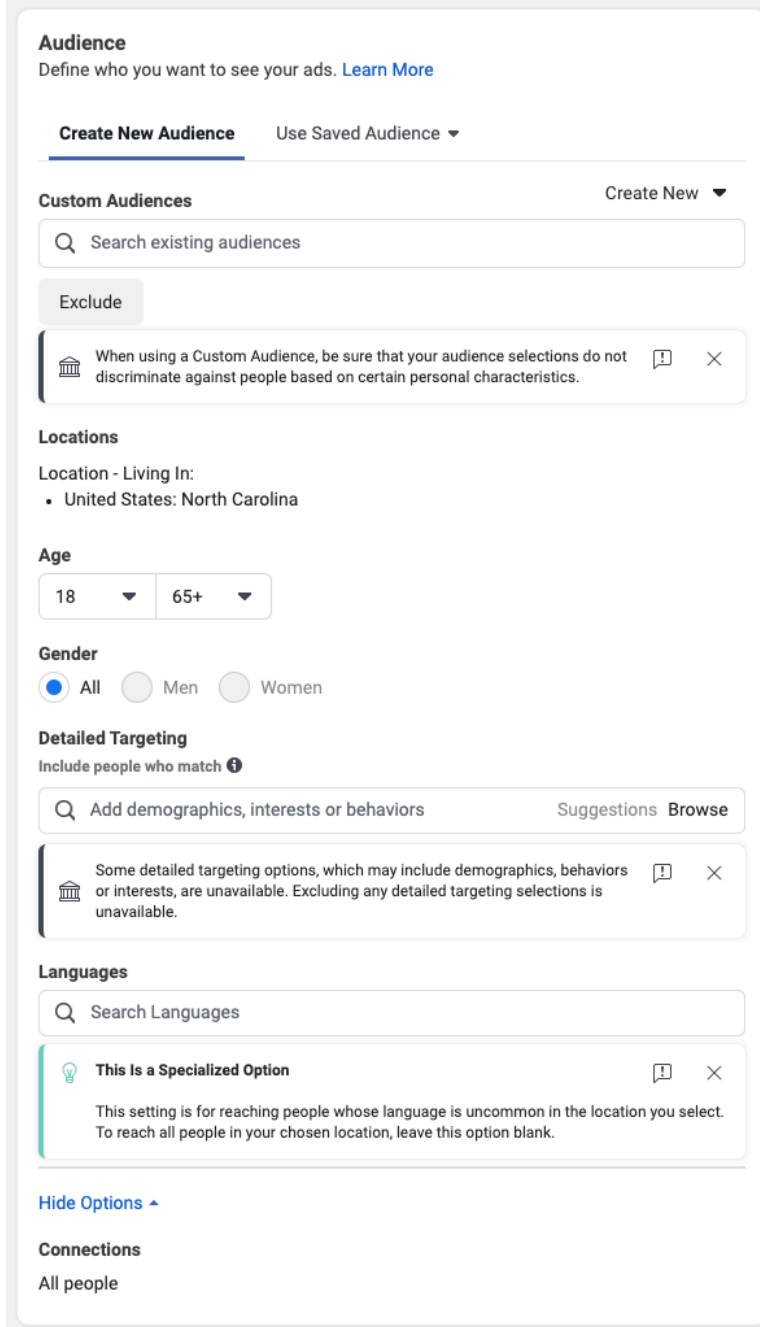 Audience
Define who you want to see your ads. Learn More
Create New Audience Use Saved Audience
Custom Audiences Create New
Search existing audiences
Exclude
When using a Custom Audience, be sure that your audience selections do not
discriminate against people based on certain personal characteristics.
Locations
Location - Living In:
• United States: North Carolina
Age
18 65+
Gender
All Men Women
Detailed Targeting
Include people who match
Add demographics, interests or behaviors Suggestions Browse
Some detailed targeting options, which may include demographics, behaviors
or interests, are unavailable. Excluding any detailed targeting selections is
unavailable.
Languages
Search Languages
This Is a Specialized Option
This setting is for reaching people whose language is uncommon in the location you select.
To reach all people in your chosen location, leave this option blank.
Hide Options
Connections
All people